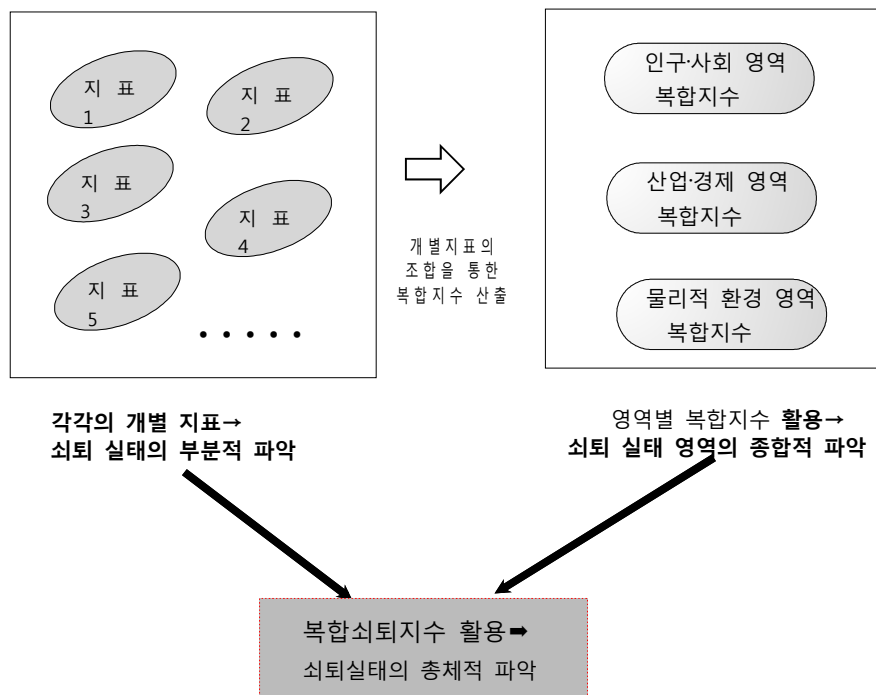 지 표
1
지 표
2
지 표
3
지 표
4
지 표
5
• • • • •
개별지표의
조합을 통한
복합지수 산출
인구·사회 영역
복합지수
산업·경제 영역
복합지수
물리적 환경 영역
복합지수
각각의 개별 지표→
쇠퇴 실태의 부분적 파악
영역별 복합지수 활용→
쇠퇴 실태 영역의 종합적 파악
복합쇠퇴지수 활용➡
쇠퇴실태의 총체적 파악